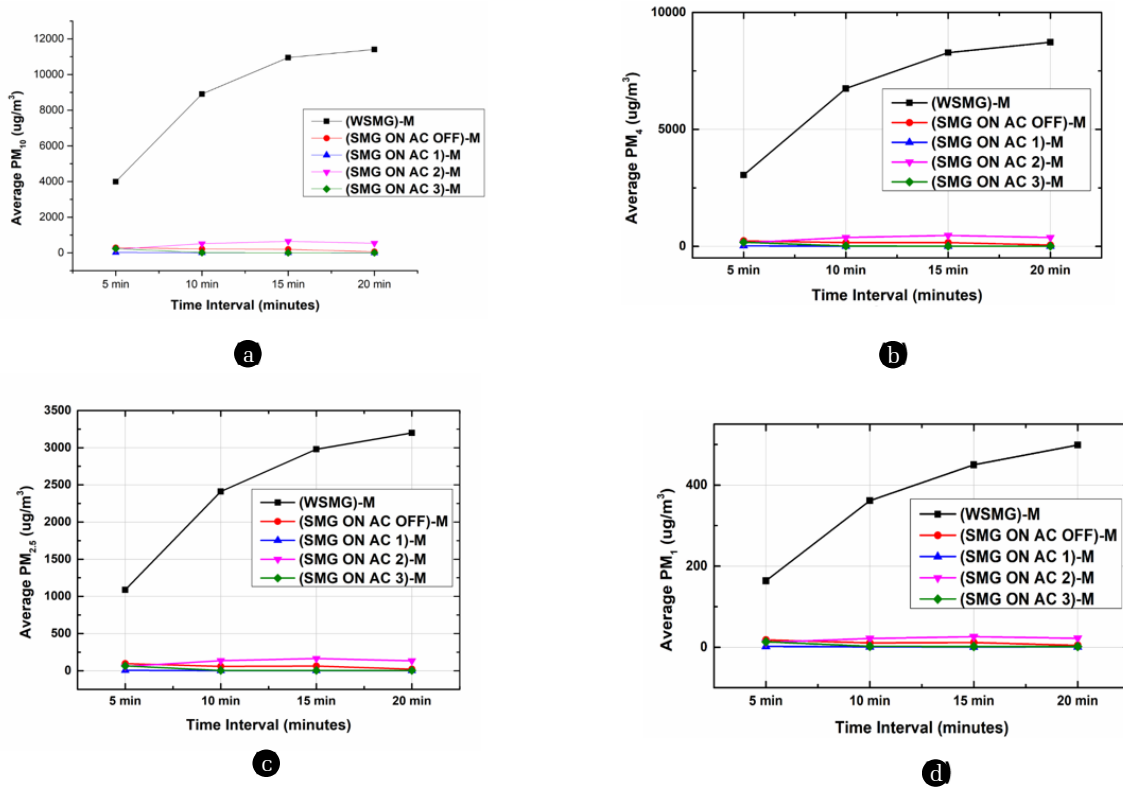 12000
10000
8000
6000
4000
2000
0
Average PM10 (ug/m3)
(WSMG)-M
(SMG ON AC OFF)-M
(SMG ON AC 1)-M
(SMG ON AC 2)-M
(SMG ON AC 3)-M
5 min 10 min 15 min 20 min
Time Interval (minutes)
a
10000
5000
0
Average PM4 (ug/m3)
(WSMG)-M
(SMG ON AC OFF)-M
(SMG ON AC 1)-M
(SMG ON AC 2)-M
(SMG ON AC 3)-M
5 min 10 min 15 min 20 min
Time Interval (minutes)
b
3500
3000
2500
2000
1500
1000
500
0
Average PM2.5 (ug/m3)
(WSMG)-M
(SMG ON AC OFF)-M
(SMG ON AC 1)-M
(SMG ON AC 2)-M
(SMG ON AC 3)-M
5 min 10 min 15 min 20 min
Time Interval (minutes)
c
400
200
0
Average PM1 (ug/m3)
(WSMG)-M
(SMG ON AC OFF)-M
(SMG ON AC 1)-M
(SMG ON AC 2)-M
(SMG ON AC 3)-M
5 min 10 min 15 min 20 min
Time Interval (minutes)
d